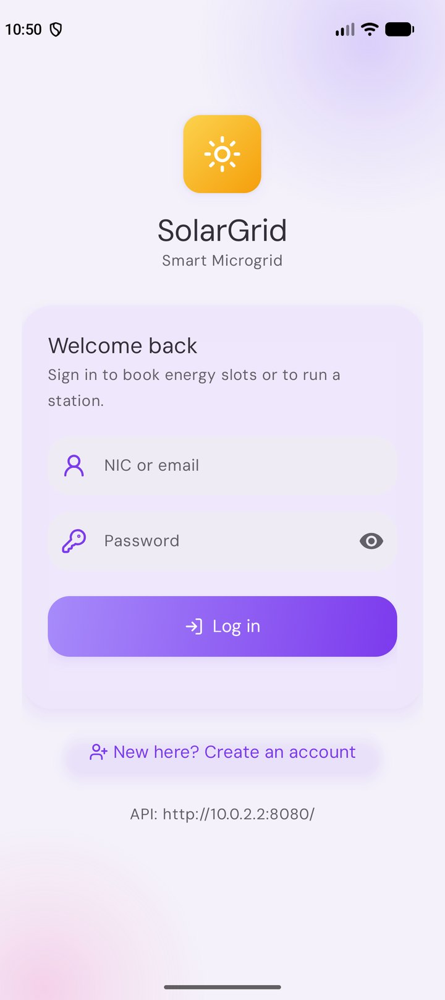 10:50
SolarGrid
Smart Microgrid
Welcome back
Sign in to book energy slots or to run a
station.
NIC or email
Password
Log in
New here? Create an account
API: http://10.0.2.2:8080/